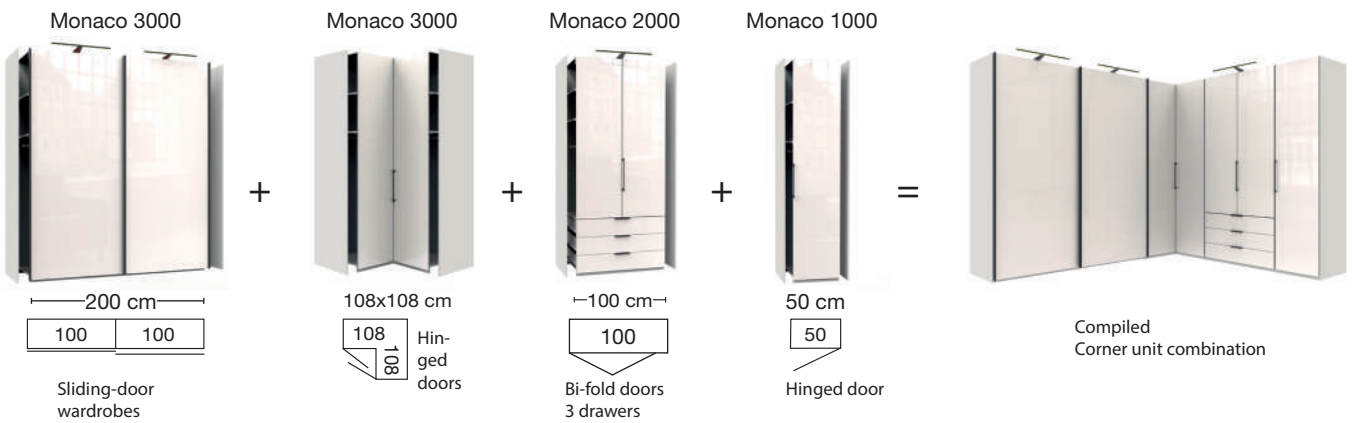 Monaco 3000
Monaco 3000
Monaco 2000
Monaco 1000
+
+
+
=
200 cm
100
100
Sliding-door
wardrobes
108x108 cm
108
108
Hin-
ged
doors
100 cm
100
Bi-fold doors
3 drawers
50 cm
50
Hinged door
Compiled
Corner unit combination